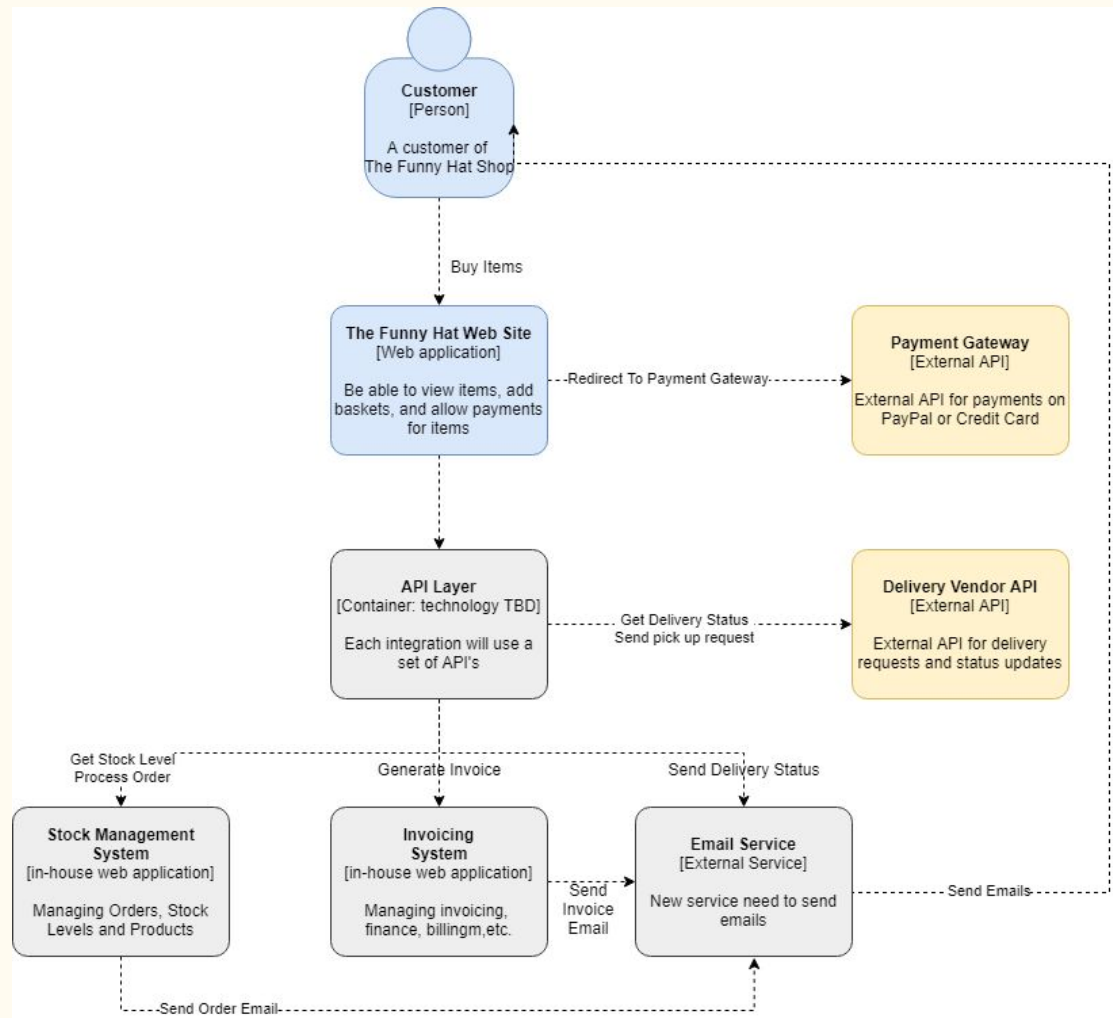 Customer
[Person]
A customer of
The Funny Hat Shop
Buy Items
The Funny Hat Web Site
[Web application]
Be able to view items, add
baskets, and allow payments
for items
Redirect To Payment Gateway
Payment Gateway
[External API]
External API for payments on
PayPal or Credit Card
API Layer
[Container: technology TBD]
Each integration will use a
set of API's
Get Delivery Status
Send pick up request
Delivery Vendor API
[External API]
External API for delivery
requests and status updates
Get Stock Level
Process Order
Generate Invoice
Send Delivery Status
Stock Management
System
[in-house web application]
Managing Orders, Stock
Levels and Products
Invoicing
System
[in-house web application]
Managing invoicing,
finance, billingm,etc.
Send
Invoice
Email
Email Service
[External Service]
New service need to send
emails
Send Emails
Send Order Email